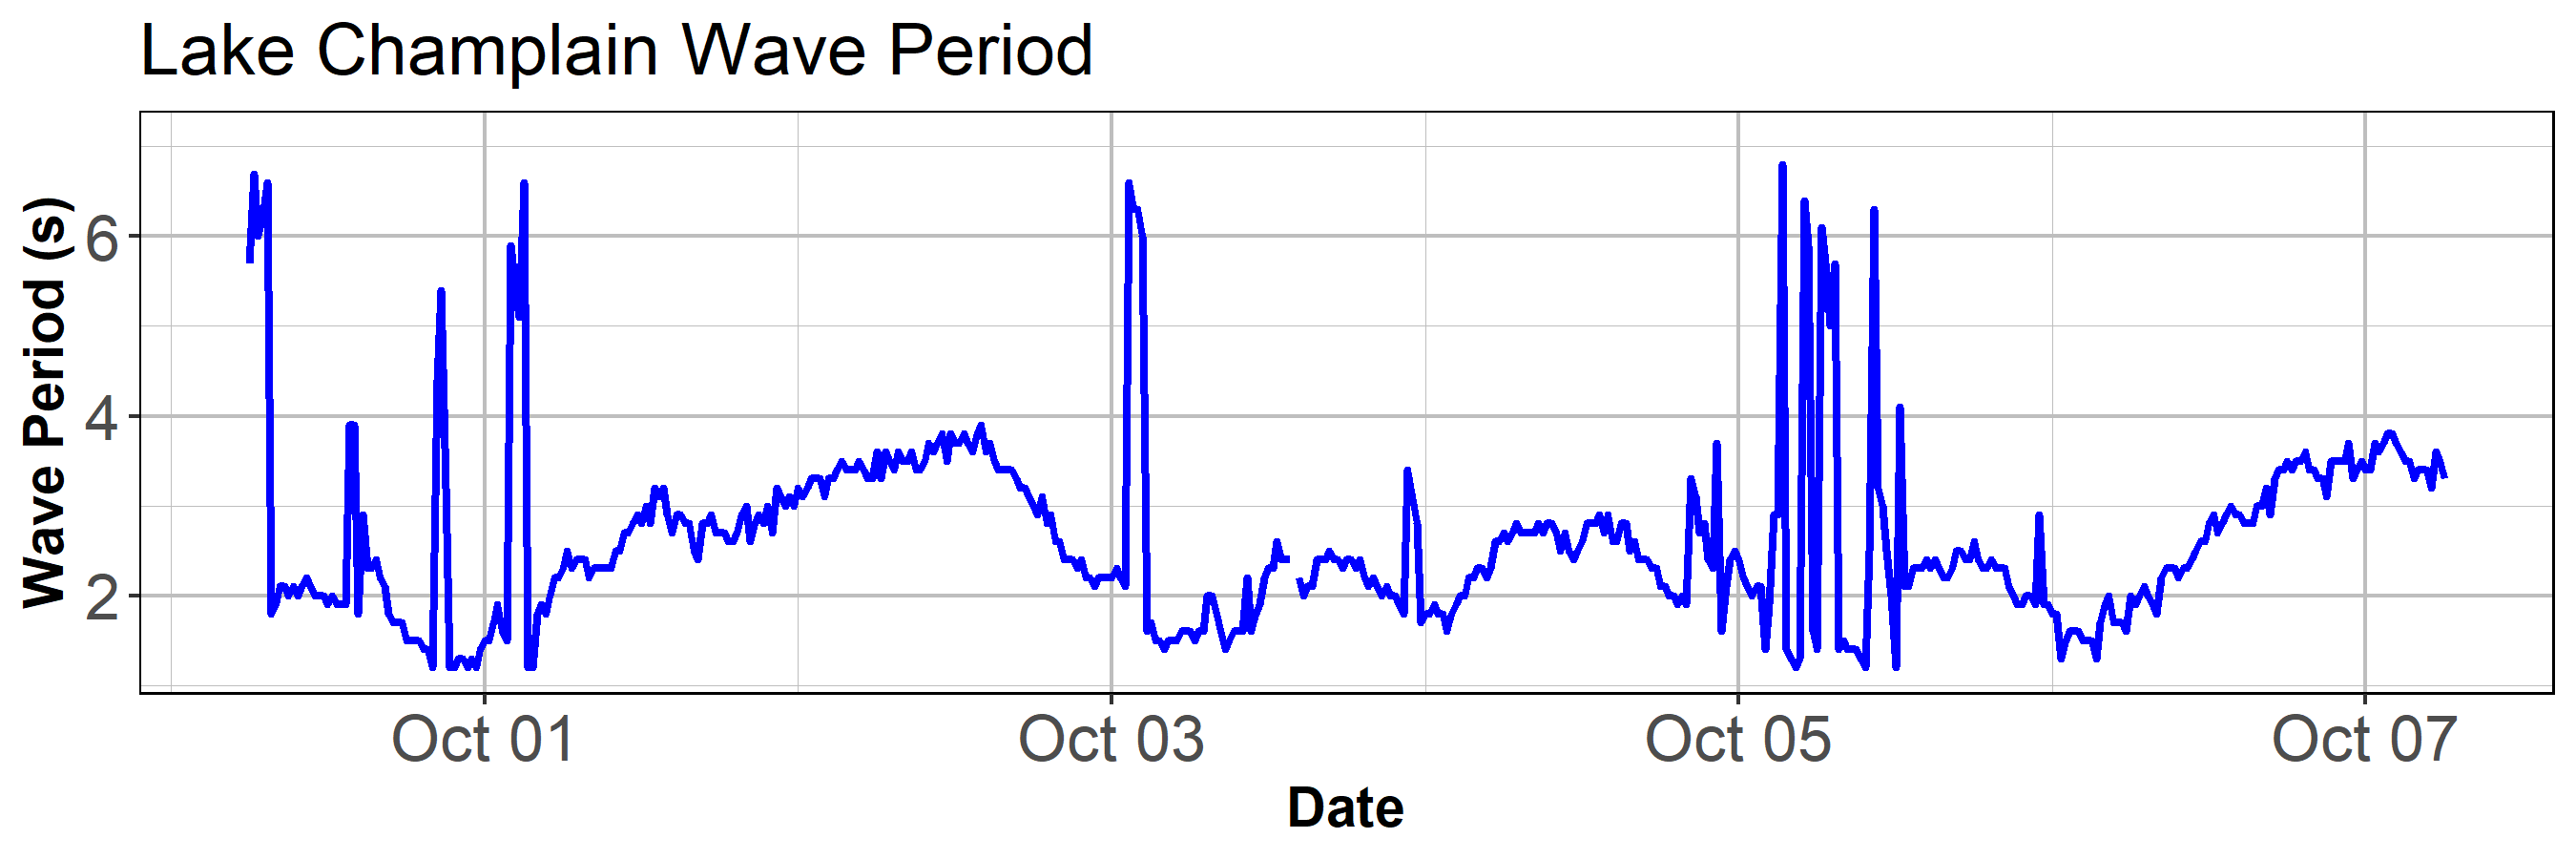 Lake Champlain Wave Period
Wave Period (s)
6
4
2
Oct 01
Oct 03
Oct 05
Oct 07
Date